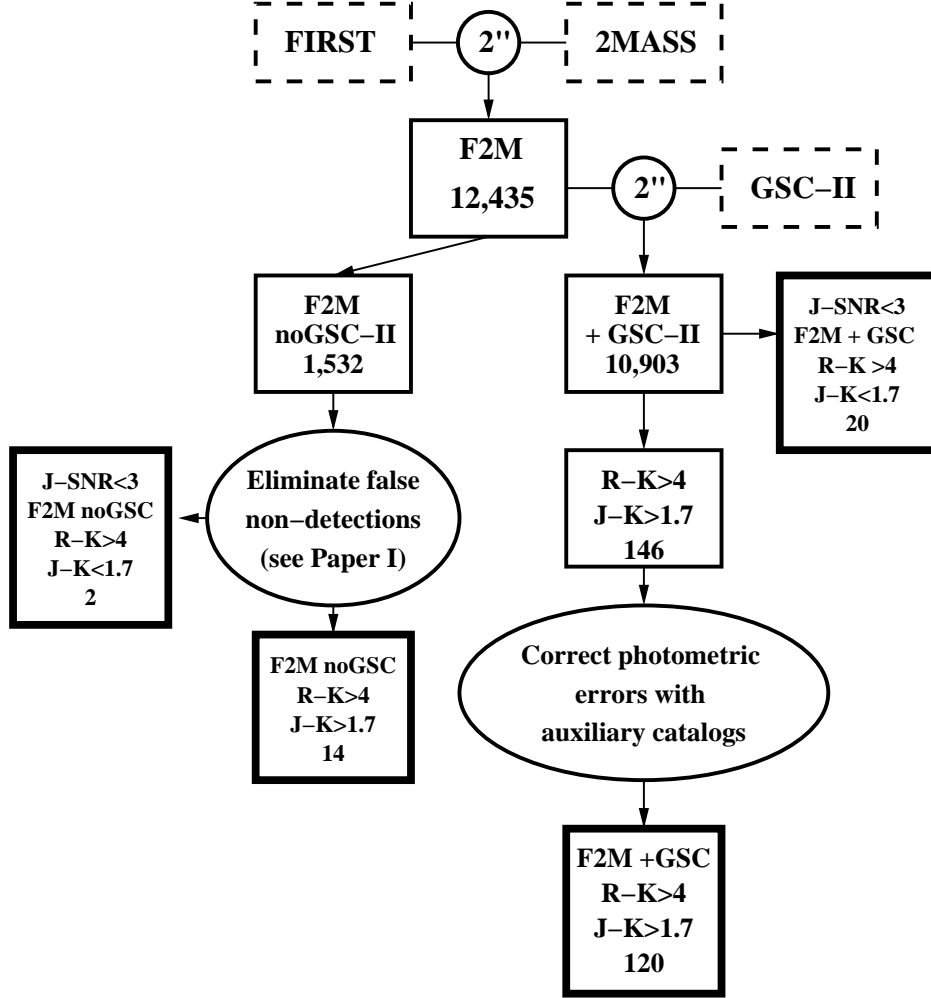 FIRST
2"
2MASS
F2M
12,435
2"
GSC–II
F2M
noGSC–II
1,532
F2M
+ GSC–II
10,903
J–SNR<3
F2M + GSC
R–K >4
J–K<1.7
20
Eliminate false
non–detections
(see Paper I)
J–SNR<3
F2M noGSC
R–K>4
J–K<1.7
2
R–K>4
J–K>1.7
146
F2M noGSC
R–K>4
J–K>1.7
14
Correct photometric
errors with
auxiliary catalogs
F2M +GSC
R–K>4
J–K>1.7
120